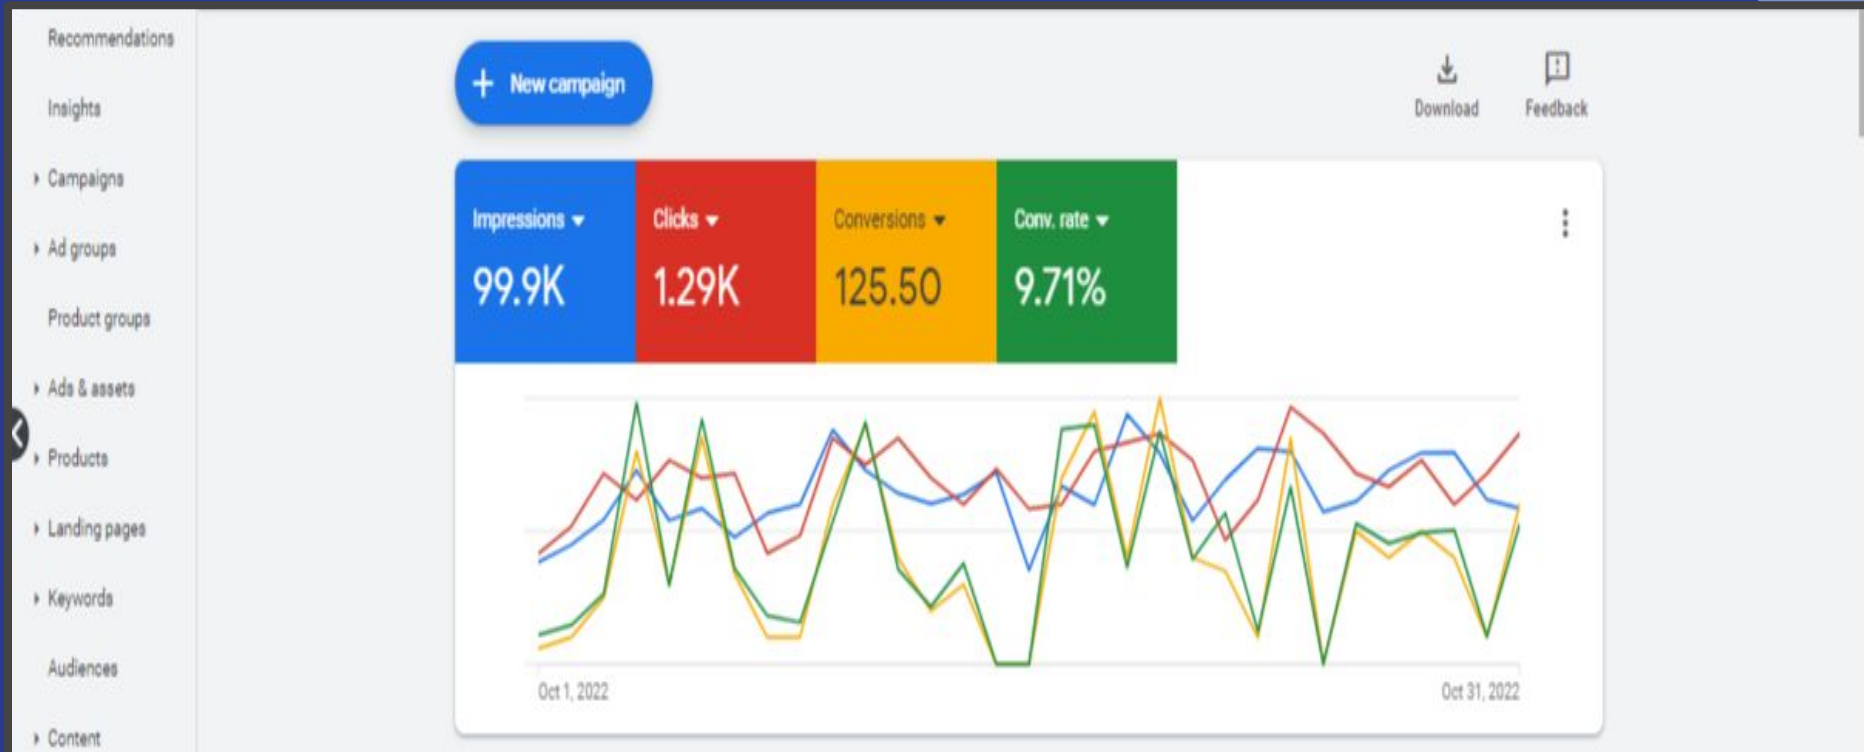 Recommendations
Insights
Campaigns
Ad groups
Product groups
Ads & assets
Products
Landing pages
Keywords
Audiences
Content
+ New campaign
Download
Feedback
Impressions
99.9K
Clicks
1.29K
Conversions
125.50
Conv. rate
9.71%
Oct 1, 2022
Oct 31, 2022